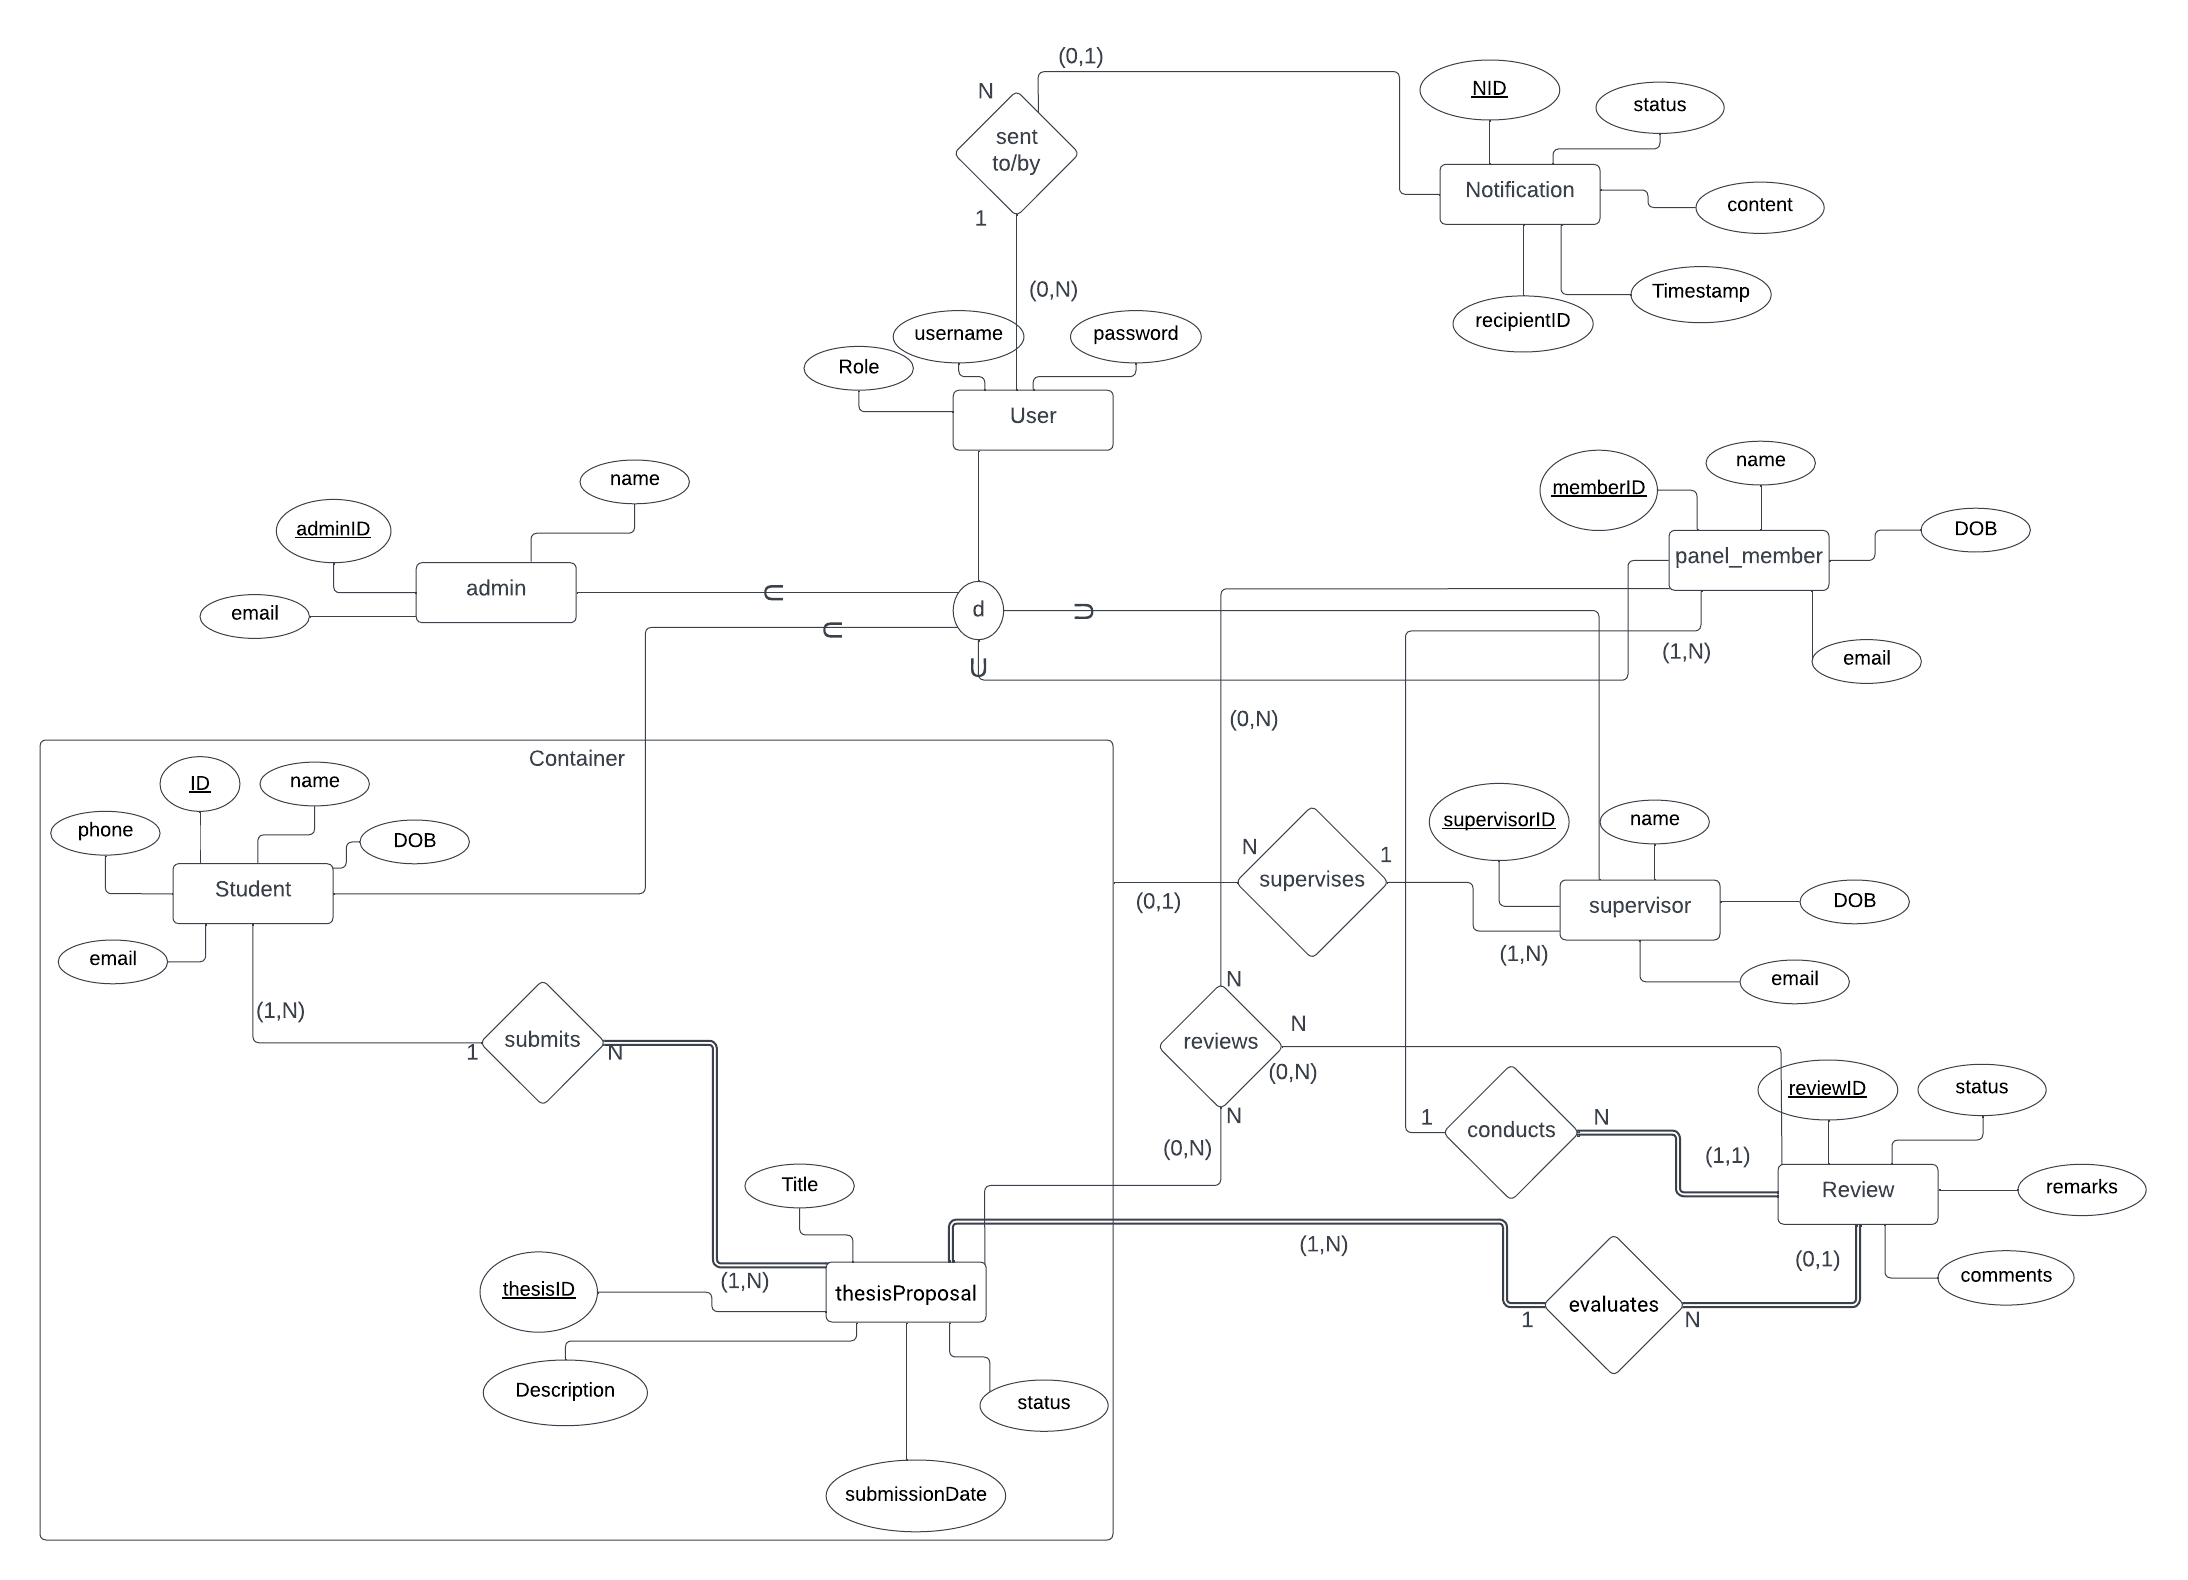 (0,1)
N
sent
to/by
1
(0,N)
NID
status
Notification
content
Timestamp
recipientID
username
password
Role
User
name
adminID
admin
email
d
⊂
⊂
⊃
U
memberID
name
DOB
panel_member
email
(1,N)
(0,N)
Container
ID
name
phone
DOB
Student
email
(1,N)
1
submits
N
N
supervises
1
(0,1)
(1,N)
supervisorID
name
supervisor
DOB
email
N
reviews
N
(0,N)
N
(0,N)
1
conducts
N
(1,1)
reviewID
status
Review
remarks
comments
(0,1)
Title
(1,N)
thesisID
thesisProposal
Description
status
submissionDate
(1,N)
1
evaluates
N